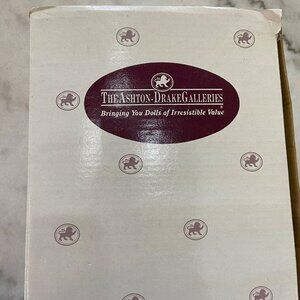 The Ashton-Drake Galleries
Bringing You Dolls of Irresistible Value